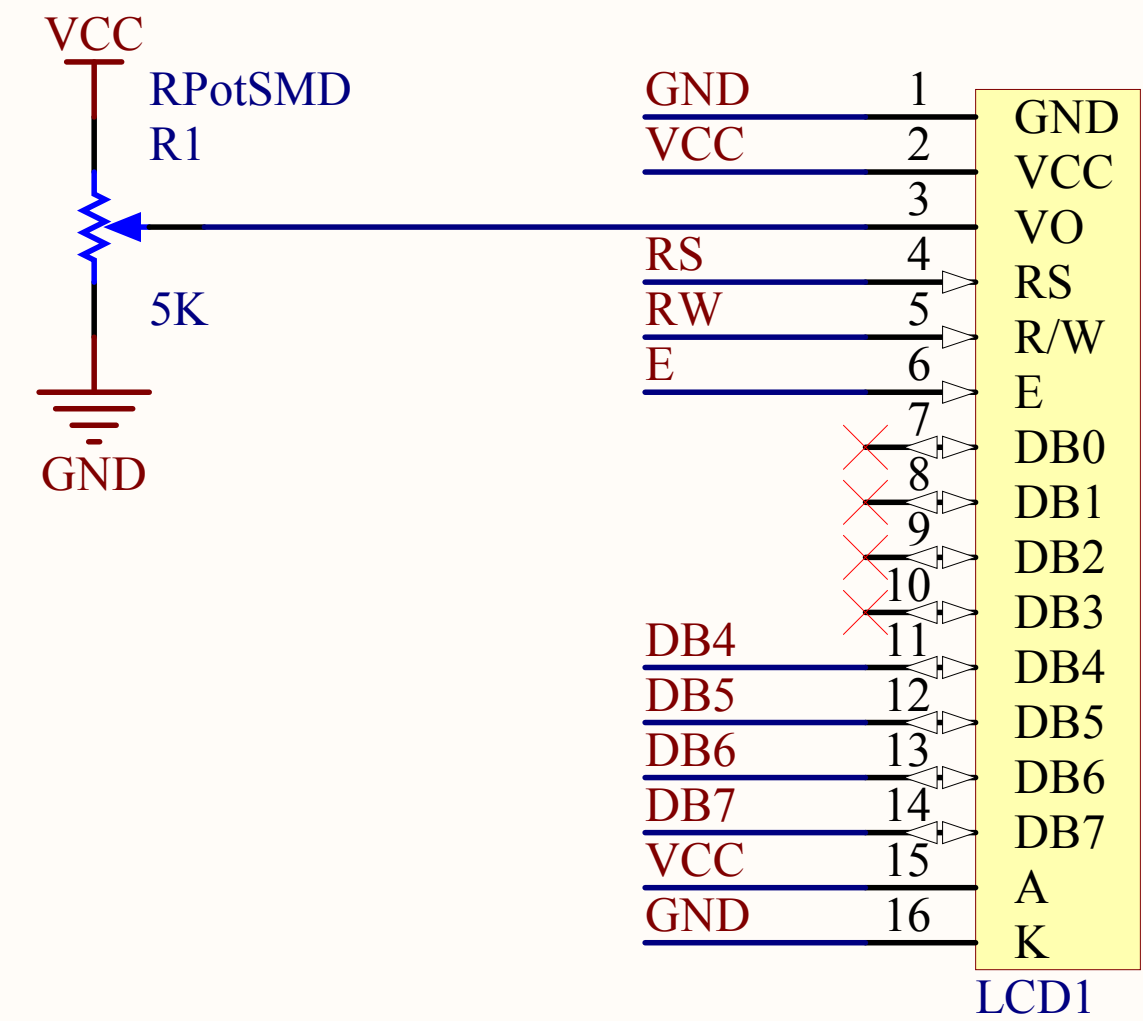 VCC
RPotSMD
R1
5K
GND
GND 1 GND
VCC 2 VCC
3 VO
RS 4 RS
RW 5 R/W
E 6 E
7 DB0
8 DB1
9 DB2
10 DB3
DB4 11 DB4
DB5 12 DB5
DB6 13 DB6
DB7 14 DB7
VCC 15 A
GND 16 K
LCD1